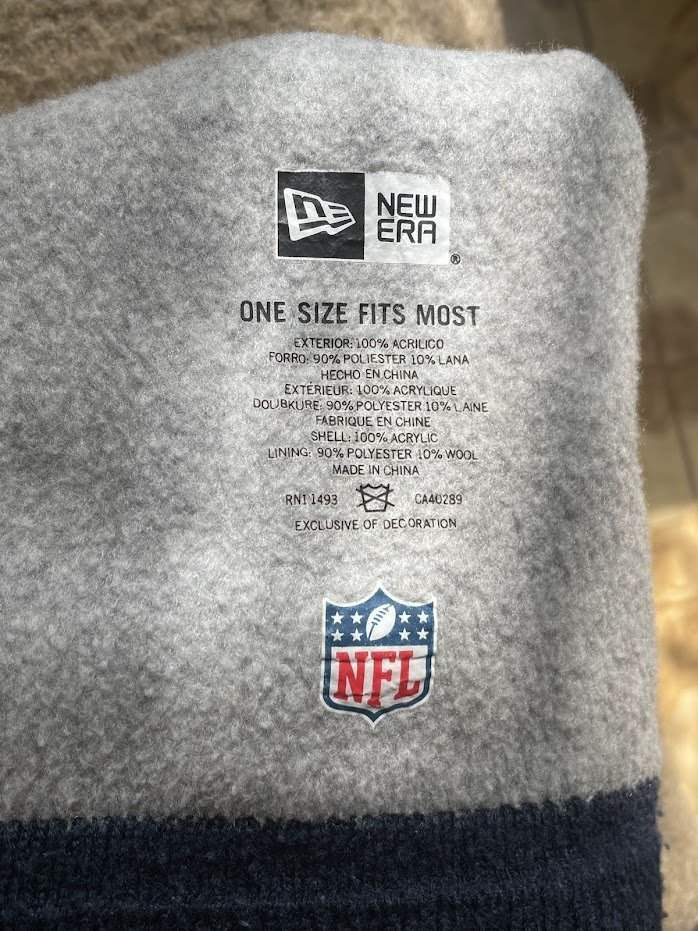 NEW
ERA
®
ONE SIZE FITS MOST
EXTERIOR: 100% ACRILICO
FORRO: 90% POLIESTER 10% LANA
HECHO EN CHINA
EXTÉRIEUR: 100% ACRYLIQUE
DOUBKURE: 90% POLYESTER 10% LAINE
FABRIQUE EN CHINE
SHELL: 100% ACRYLIC
LINING: 90% POLYESTER 10% WOOL
MADE IN CHINA
RN11493 CA40289
EXCLUSIVE OF DECORATION
NFL